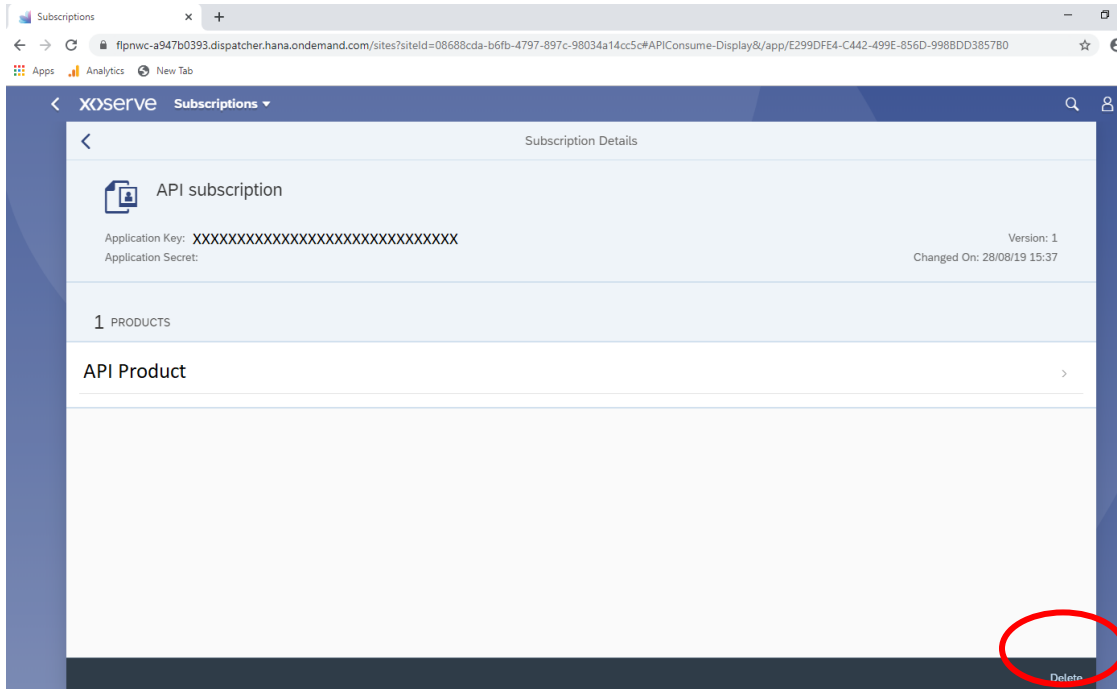 Subscriptions
flpnwc-a947b0393.dispatcher.hana.ondemand.com/sites?siteId=08688cda-b6fb-4797-897c-98034a14cc5c#APIConsume-Display&/app/E299DFE4-C442-499E-856D-998BDD3857B0
Apps Analytics New Tab
xoserve Subscriptions
Subscription Details
API subscription
Application Key: XXXXXXXXXXXXXXXXXXXXXXXXXXXXXX Version: 1
Application Secret: Changed On: 28/08/19 15:37
1 PRODUCTS
API Product
Delete